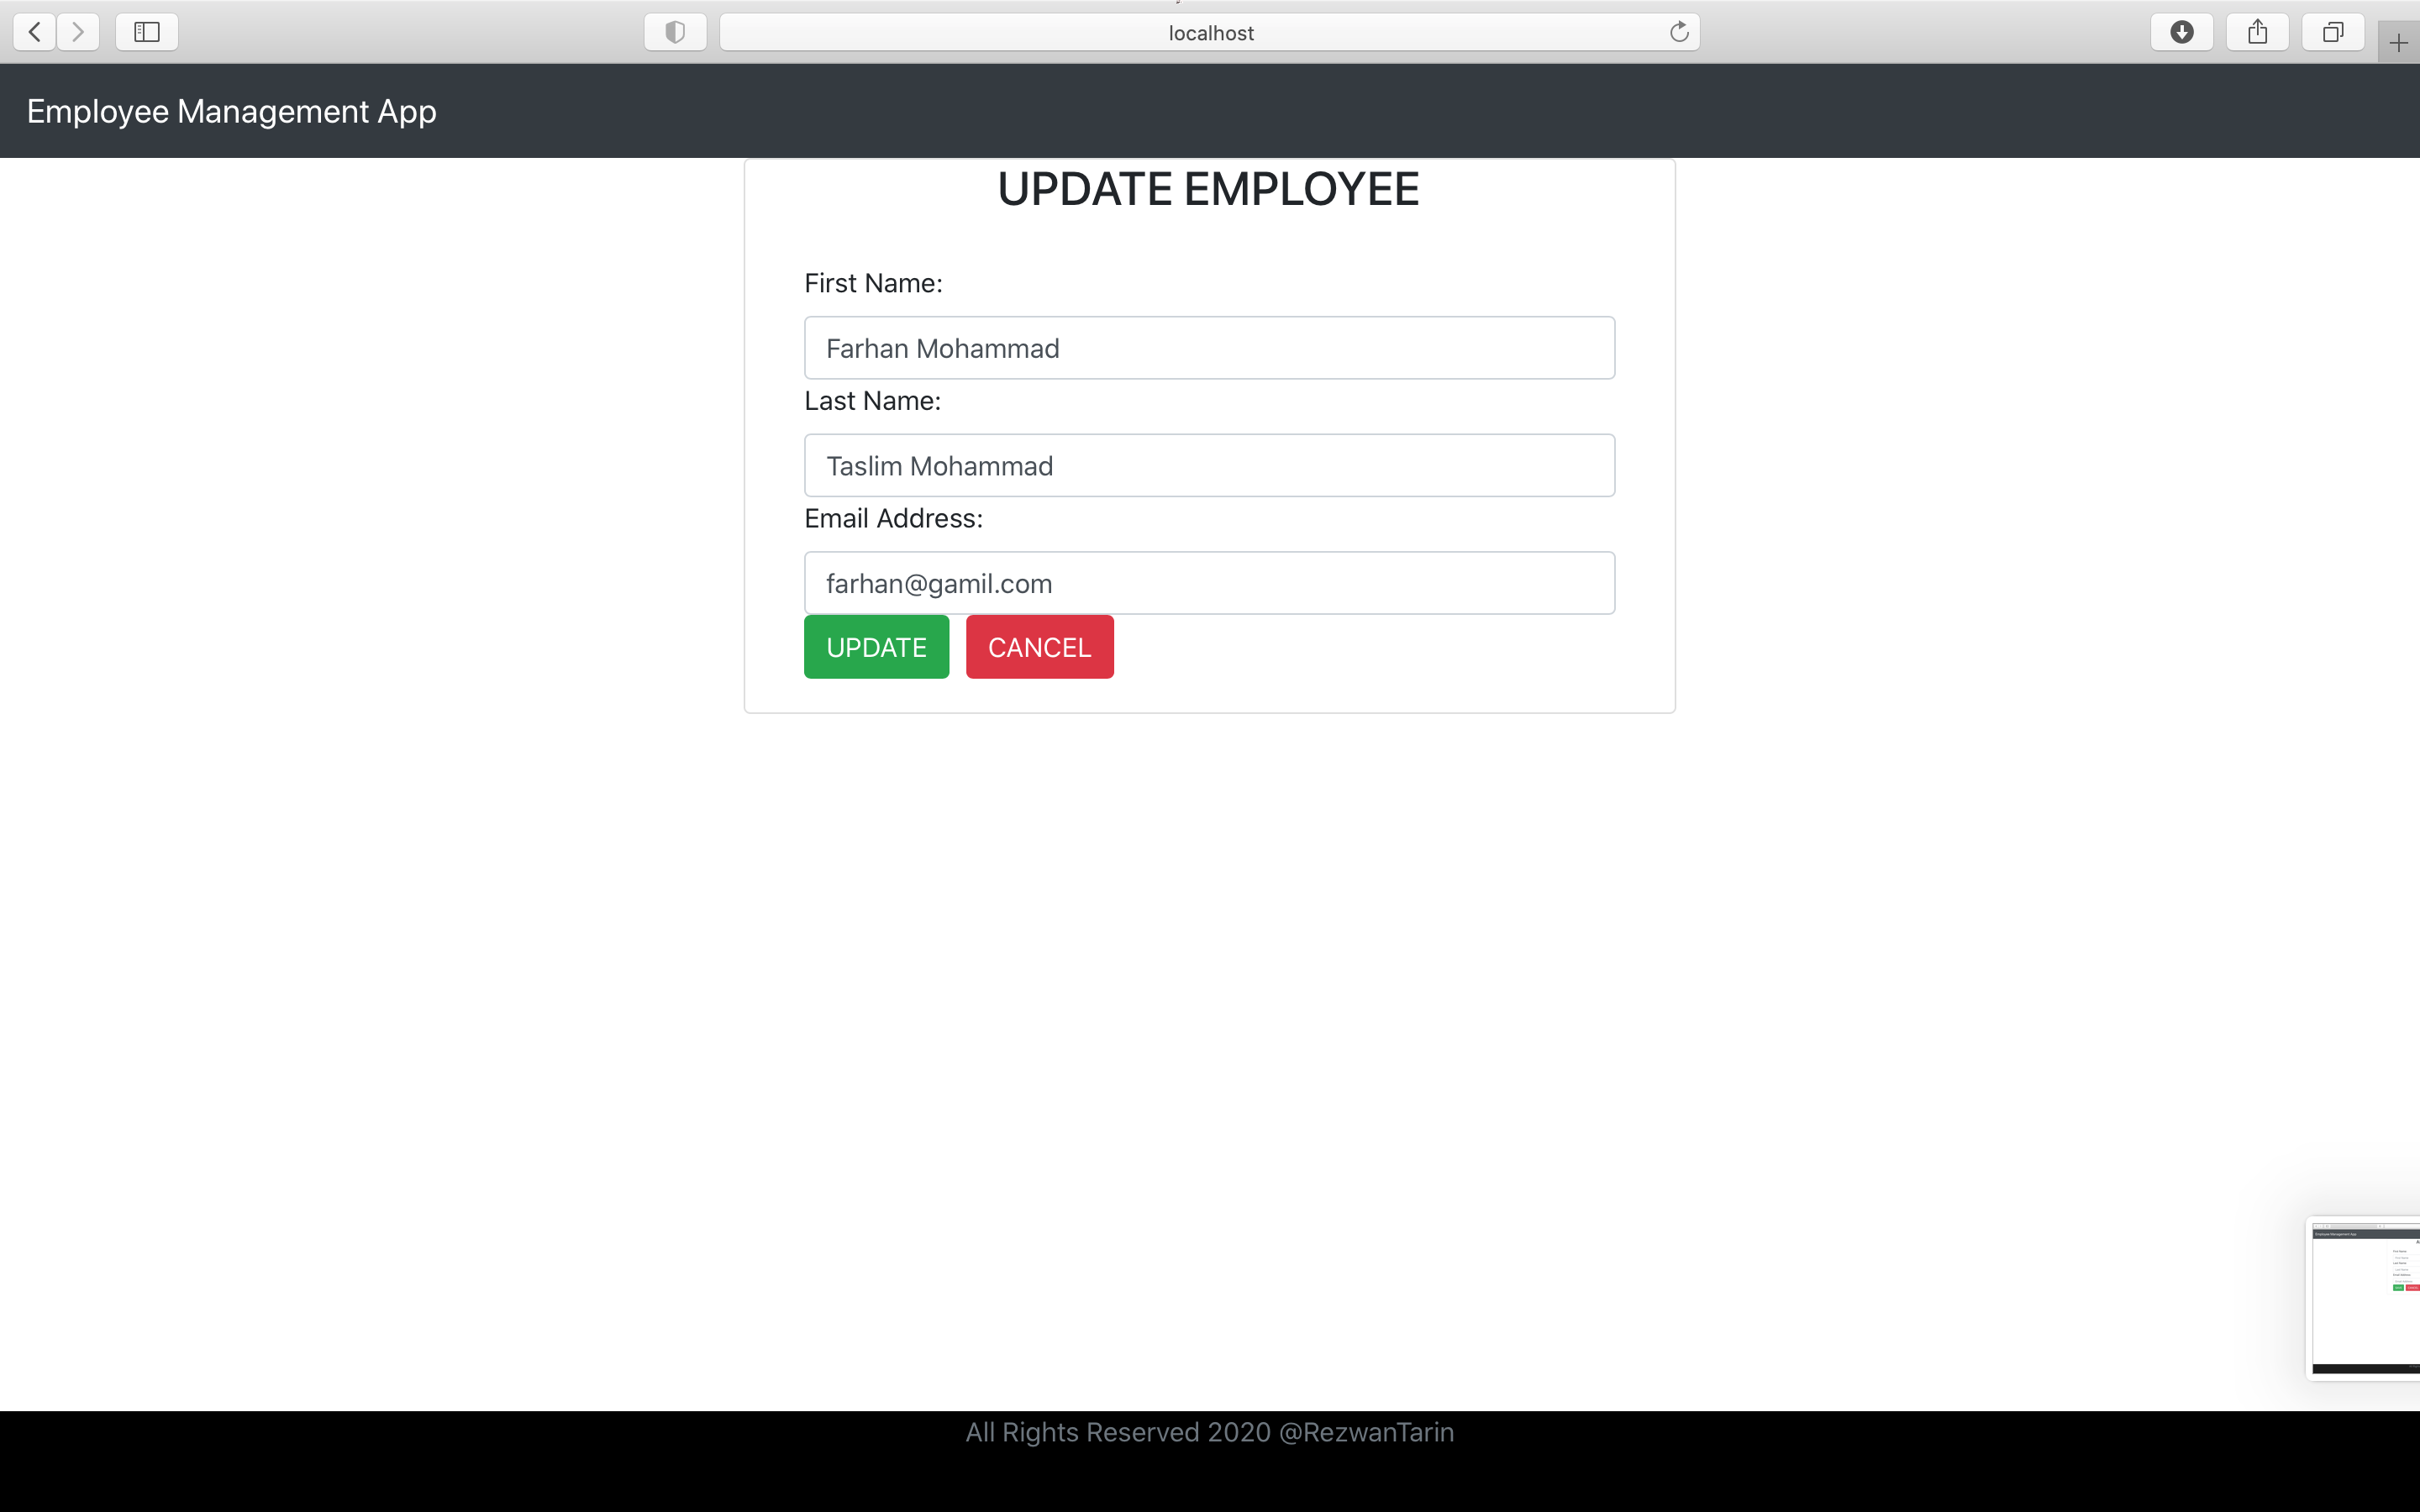 localhost
Employee Management App
UPDATE EMPLOYEE
First Name:
Farhan Mohammad
Last Name:
Taslim Mohammad
Email Address:
farhan@gamil.com
UPDATE CANCEL
All Rights Reserved 2020 @RezwanTarin